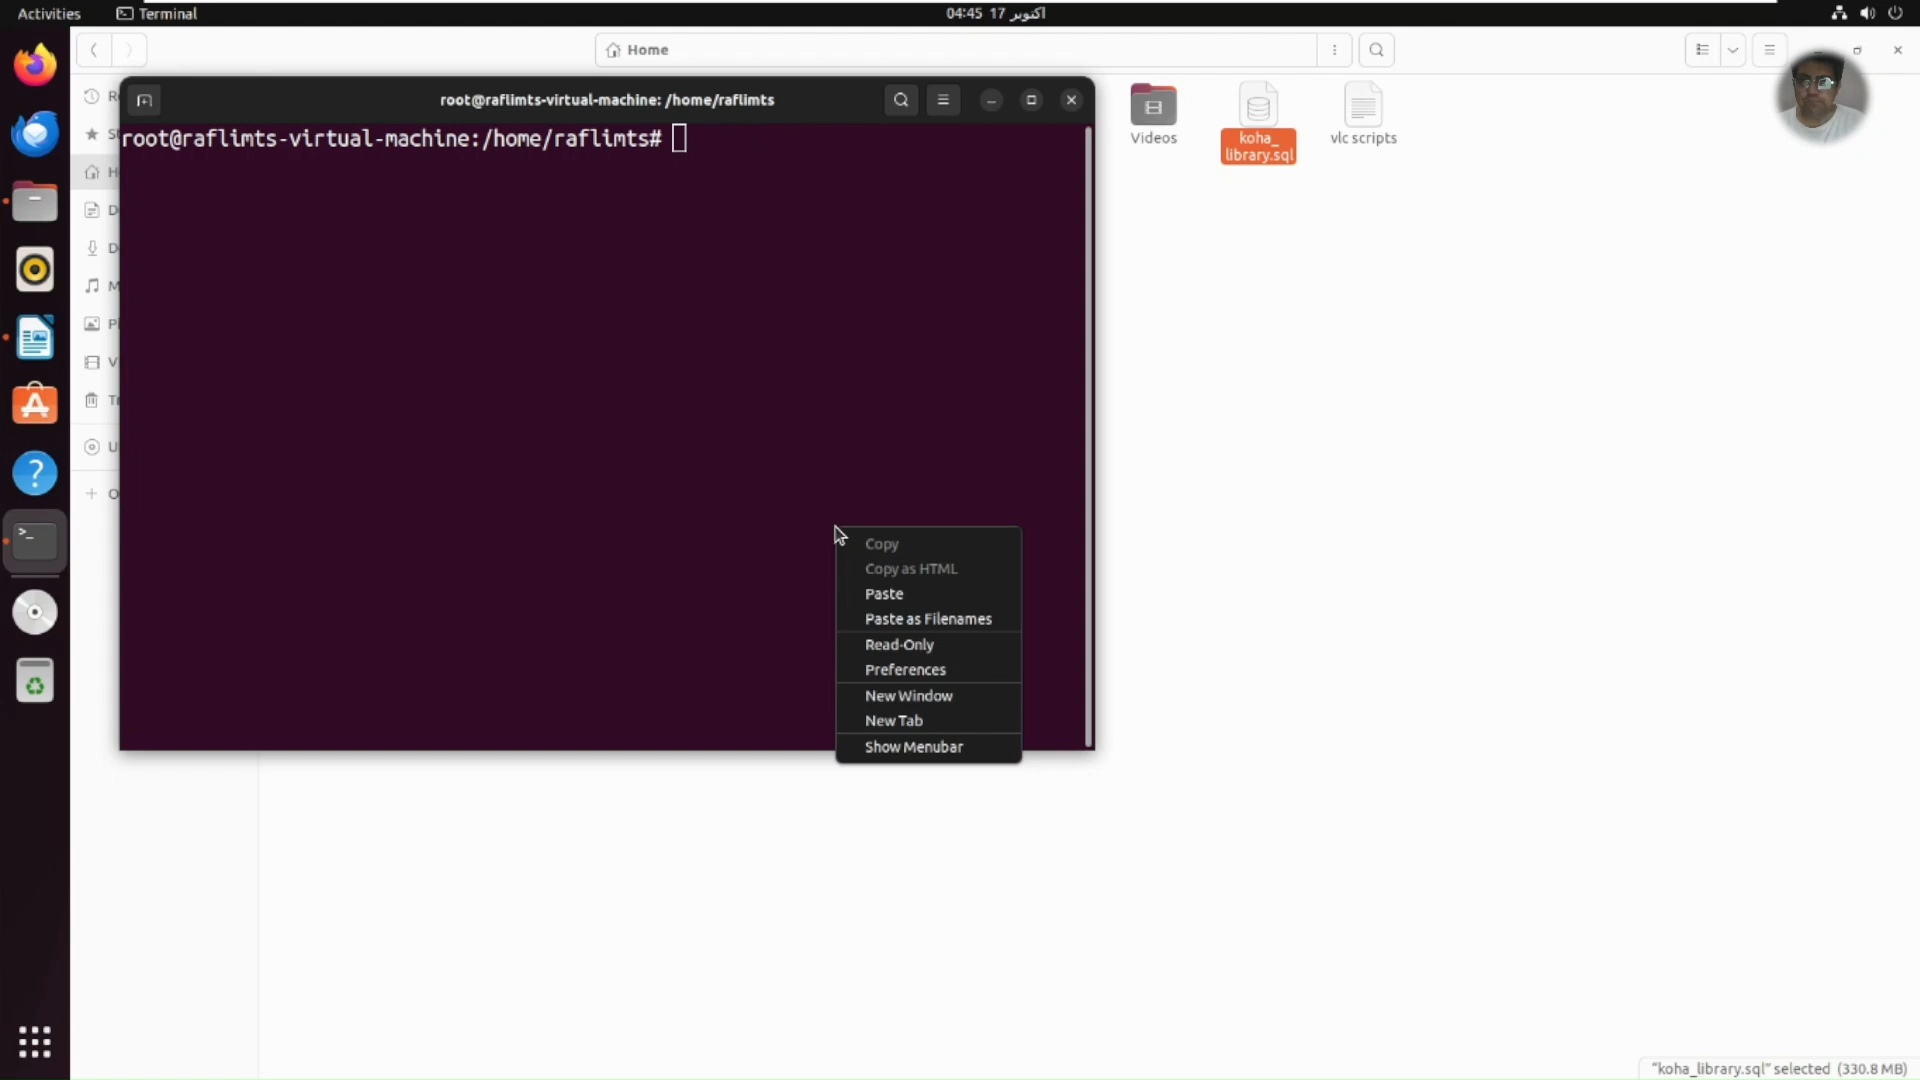 Activities
Terminal
04:45 17 اکتوبر
Home
root@raflimts-virtual-machine: /home/raflimts
root@raflimts-virtual-machine:/home/raflimts#
Videos
koha_
library.sql
vlc scripts
Copy
Copy as HTML
Paste
Paste as Filenames
Read-Only
Preferences
New Window
New Tab
Show Menubar
"koha_library.sql" selected (330.8 MB)